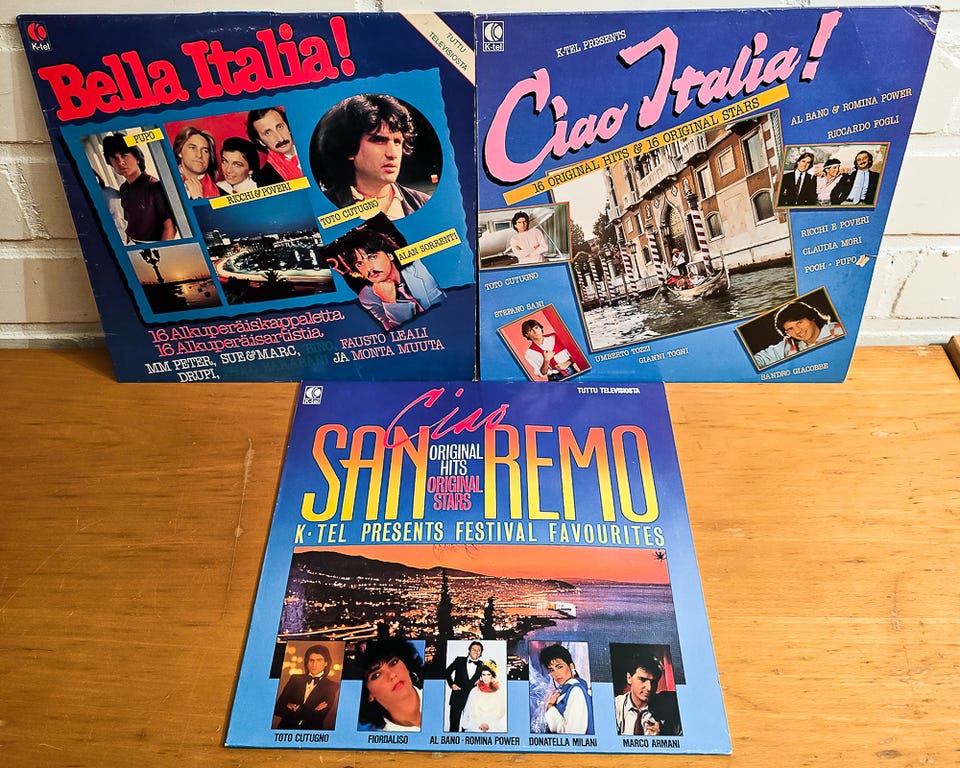 K-tel
Bella Italia!
TUTTU
TELEVISIOSTA
PUPO
RICCHI & POVERI
TOTO CUTUGNO
ALAN SORRENTI
16 Alkuperäiskappaletta
16 Alkuperäisartistia
MM PETER, SUE & MARC, FAUSTO LEALI
DRUPI, JA MONTA MUUTA
K-tel
K-TEL PRESENTS
Ciao Italia!
16 ORIGINAL HITS & 16 ORIGINAL STARS
AL BANO & ROMINA POWER
RICCARDO FOGLI
RICCHI E POVERI
CLAUDIA MORI
POOH · PUPO
TOTO CUTUGNO
STEFANO SANI
UMBERTO TOZZI
GIANNI TOGNI
SANDRO GIACOBBE
K-tel
TUTTU TELEVISIOSTA
Ciao
SAN REMO
ORIGINAL
HITS
ORIGINAL
STARS
K·TEL PRESENTS FESTIVAL FAVOURITES
TOTO CUTUGNO
FIORDALISO
AL BANO · ROMINA POWER
DONATELLA MILANI
MARCO ARMANI